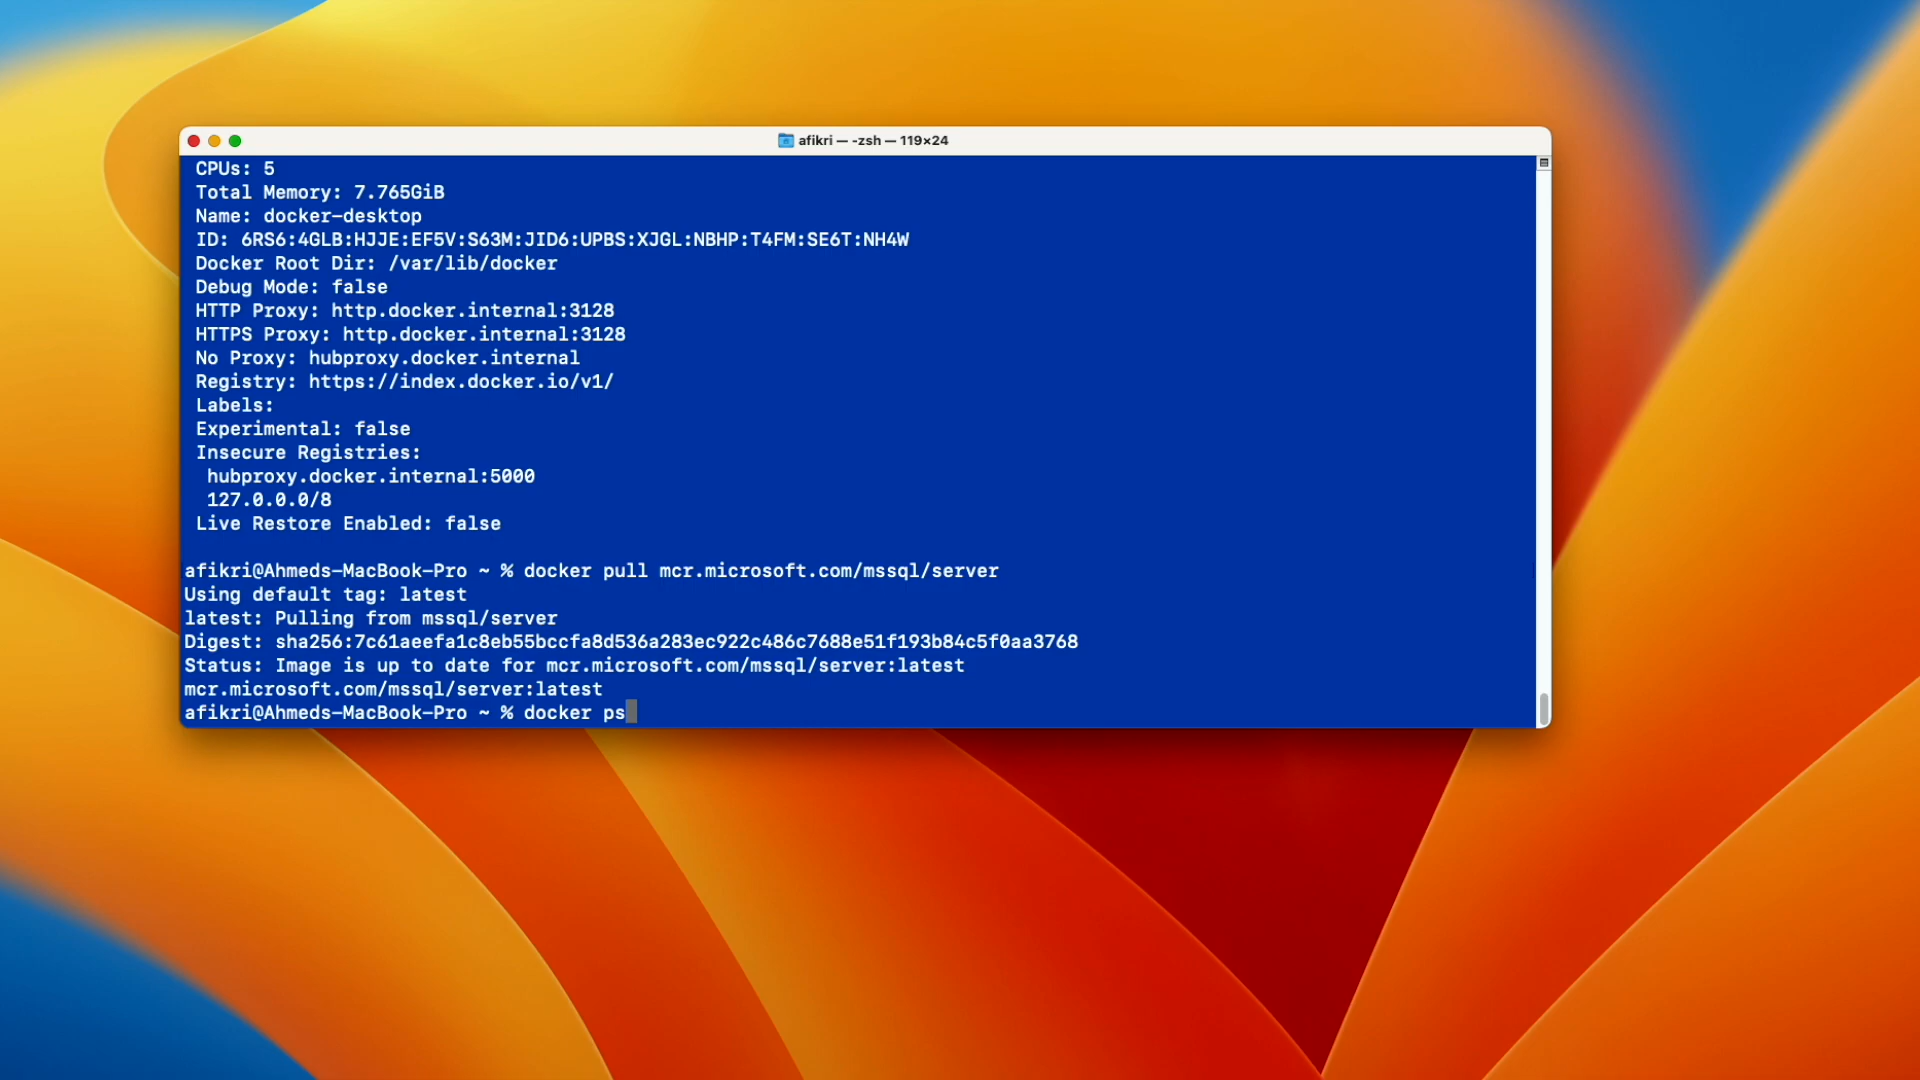 afikri — -zsh — 119×24
CPUs: 5
Total Memory: 7.765GiB
Name: docker-desktop
ID: 6RS6:4GLB:HJJE:EF5V:S63M:JID6:UPBS:XJGL:NBHP:T4FM:SE6T:NH4W
Docker Root Dir: /var/lib/docker
Debug Mode: false
HTTP Proxy: http.docker.internal:3128
HTTPS Proxy: http.docker.internal:3128
No Proxy: hubproxy.docker.internal
Registry: https://index.docker.io/v1/
Labels:
Experimental: false
Insecure Registries:
hubproxy.docker.internal:5000
127.0.0.0/8
Live Restore Enabled: false
afikri@Ahmeds-MacBook-Pro ~ % docker pull mcr.microsoft.com/mssql/server
Using default tag: latest
latest: Pulling from mssql/server
Digest: sha256:7c61aeefa1c8eb55bccfa8d536a283ec922c486c7688e51f193b84c5f0aa3768
Status: Image is up to date for mcr.microsoft.com/mssql/server:latest
mcr.microsoft.com/mssql/server:latest
afikri@Ahmeds-MacBook-Pro ~ % docker ps